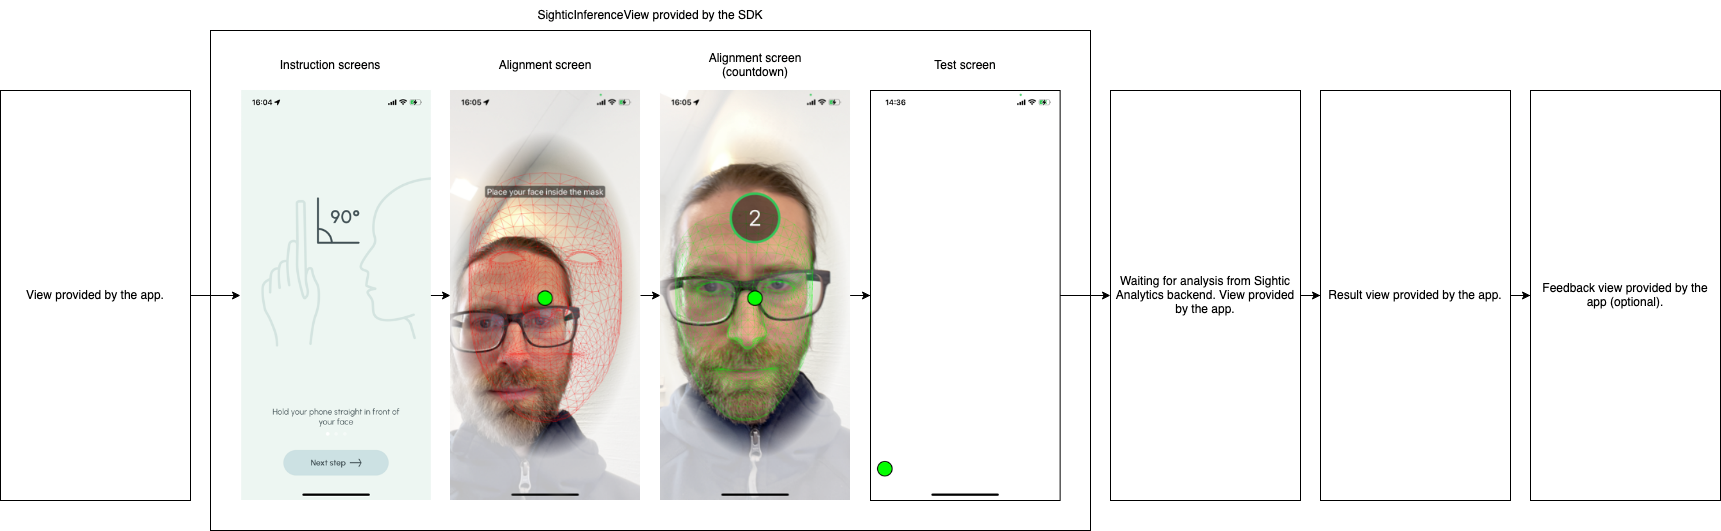 SighticInferenceView provided by the SDK
Instruction screens
Alignment screen
Alignment screen
(countdown)
Test screen
View provided by the app.
16:04
90°
Hold your phone straight in front of
your face
Next step
16:05
Place your face inside the mask
16:05
2
14:36
Waiting for analysis from Sightic
Analytics backend. View provided
by the app.
Result view provided by the app.
Feedback view provided by the
app (optional).